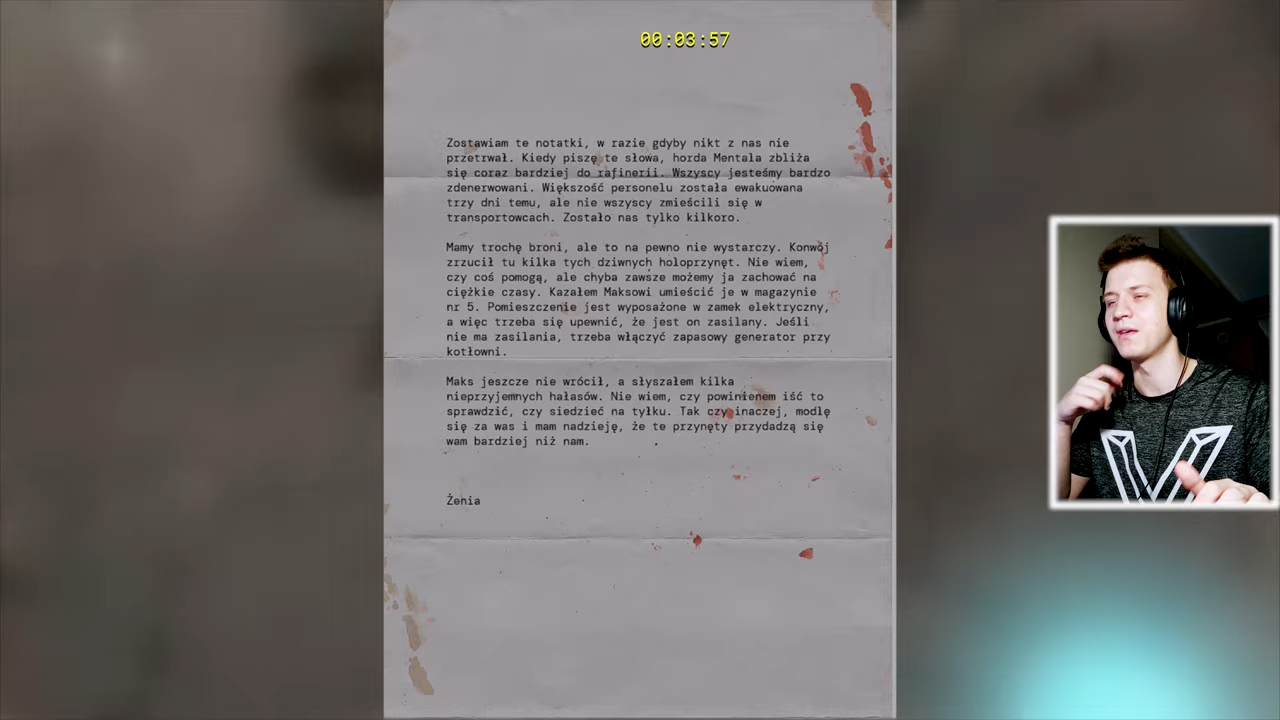 00:03:57
Zostawiam te notatki, w razie gdyby nikt z nas nie
przetrwał. Kiedy piszę te słowa, horda Mentala zbliża
się coraz bardziej do rafinerii. Wszyscy jesteśmy bardzo
zdenerwowani. Większość personelu została ewakuowana
trzy dni temu, ale nie wszyscy zmieścili się w
transportowcach. Zostało nas tylko kilkoro.
Mamy trochę broni, ale to na pewno nie wystarczy. Konwój
zrzucił tu kilka tych dziwnych holoprzynęt. Nie wiem,
czy coś pomogą, ale chyba zawsze możemy ja zachować na
ciężkie czasy. Kazałem Maksowi umieścić je w magazynie
nr 5. Pomieszczenie jest wyposażone w zamek elektryczny,
a więc trzeba się upewnić, że jest on zasilany. Jeśli
nie ma zasilania, trzeba włączyć zapasowy generator przy
kotłowni.
Maks jeszcze nie wrócił, a słyszałem kilka
nieprzyjemnych hałasów. Nie wiem, czy powinienem iść to
sprawdzić, czy siedzieć na tyłku. Tak czy inaczej, modlę
się za was i mam nadzieję, że te przynęty przydadzą się
wam bardziej niż nam.
Żenia